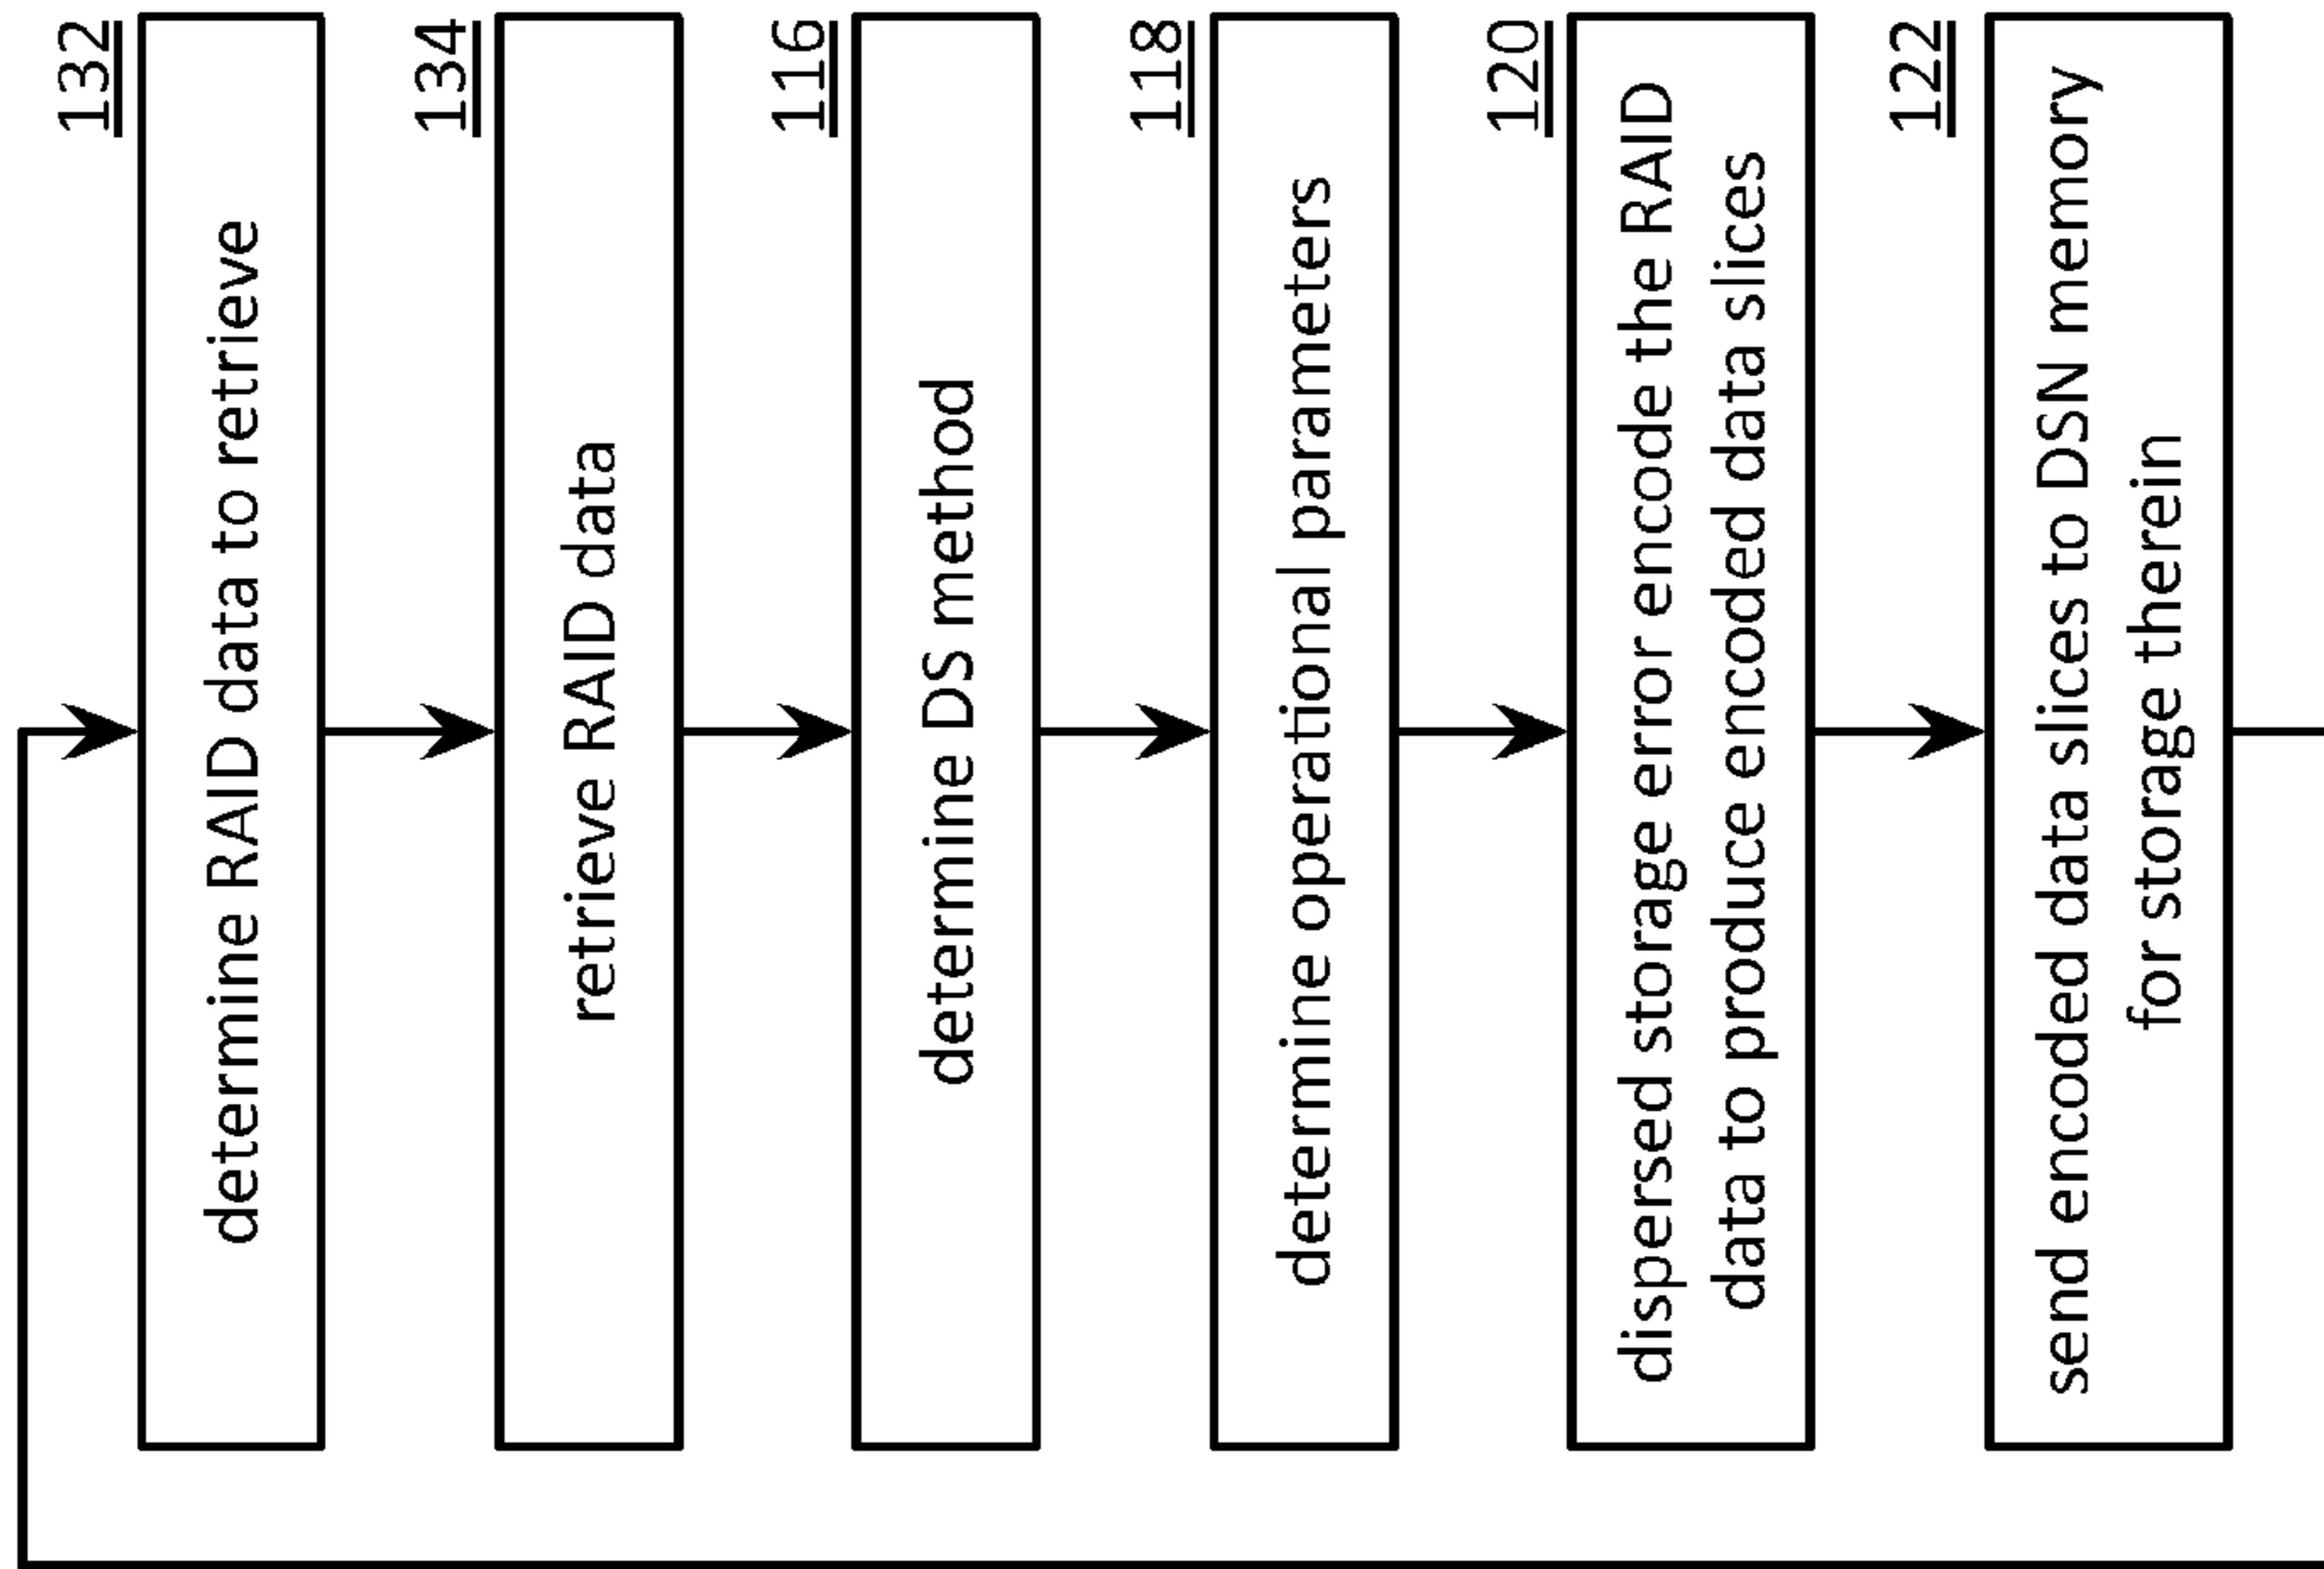 132
determine RAID data to retrieve
134
retrieve RAID data
116
determine DS method
118
determine operational parameters
120
dispersed storage error encode the RAID
data to produce encoded data slices
122
send encoded data slices to DSN memory
for storage therein